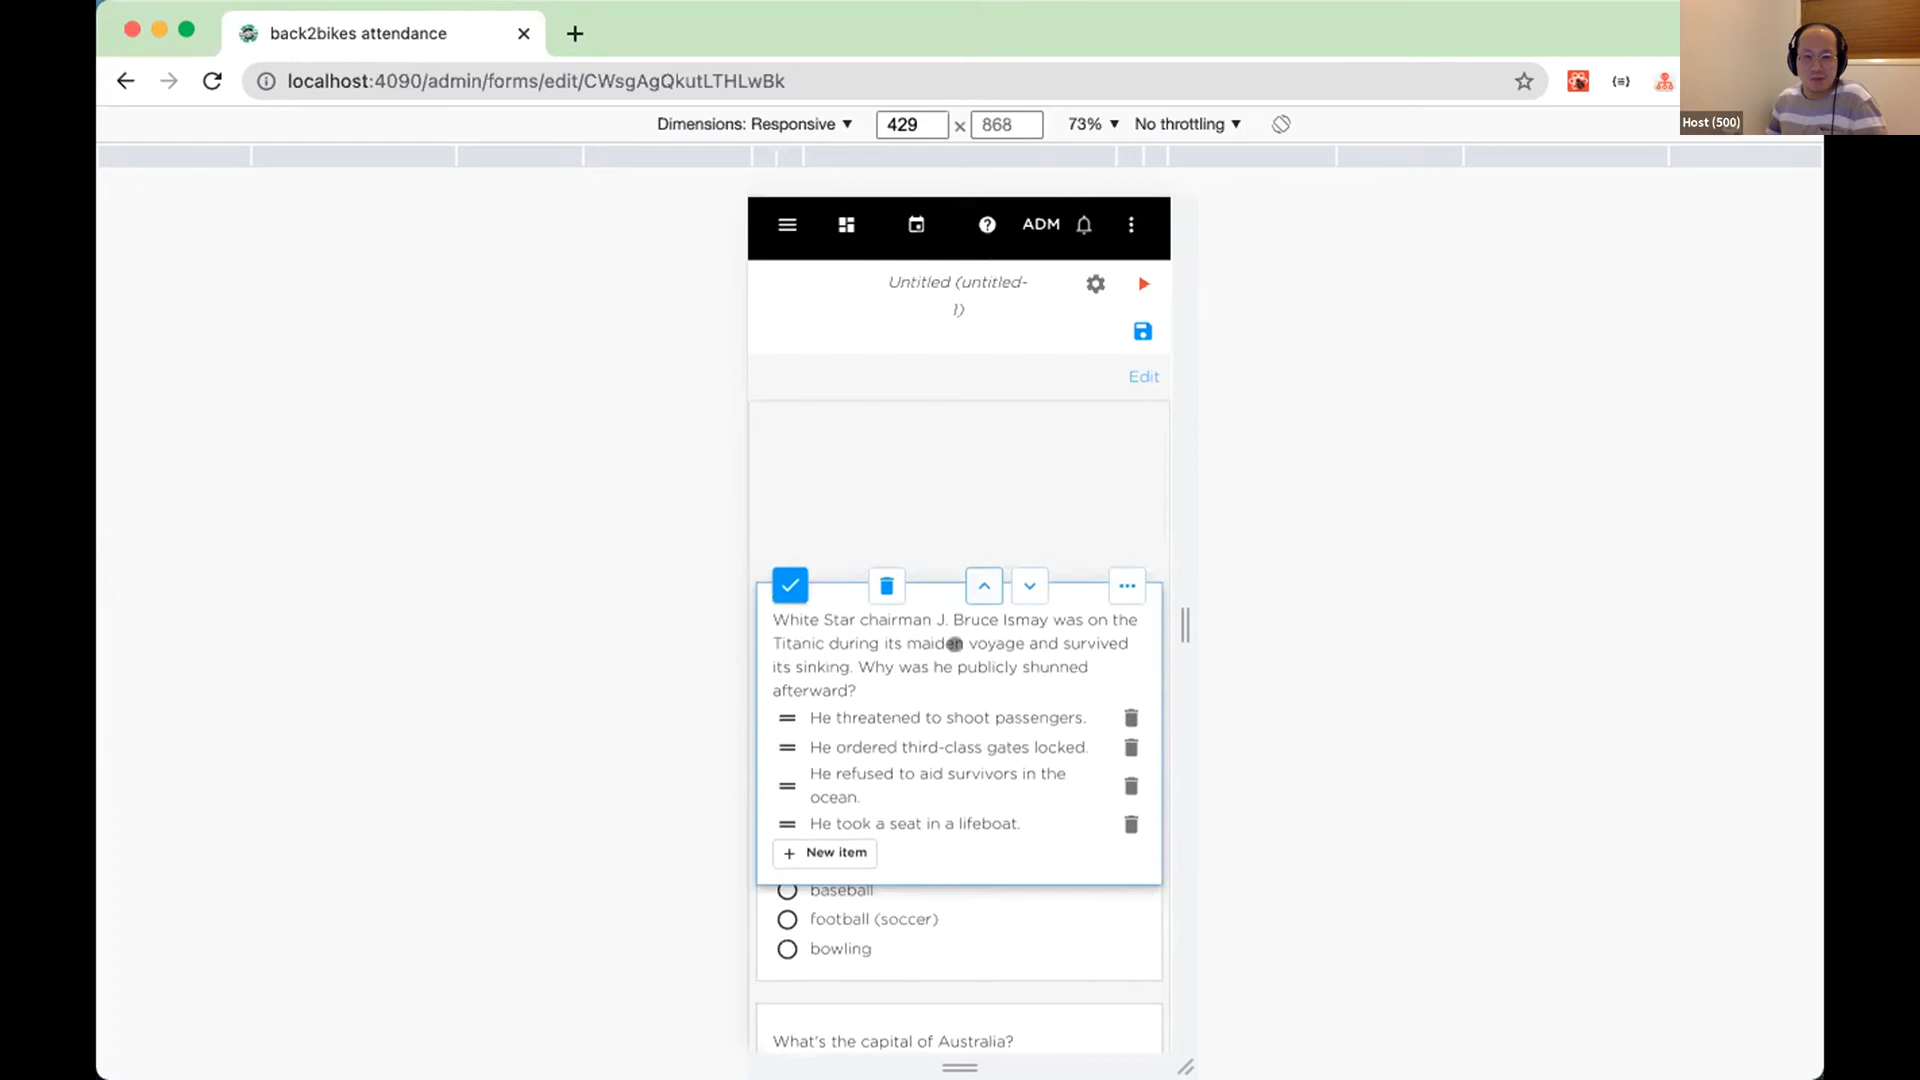 back2bikes attendance
localhost:4090/admin/forms/edit/CWsgAgQkutLTHLwBk
Dimensions: Responsive 429 × 868 73% No throttling
Host (500)
ADM
Untitled (untitled-
1)
Edit
White Star chairman J. Bruce Ismay was on the
Titanic during its maiden voyage and survived
its sinking. Why was he publicly shunned
afterward?
He threatened to shoot passengers.
He ordered third-class gates locked.
He refused to aid survivors in the
ocean.
He took a seat in a lifeboat.
+ New item
baseball
football (soccer)
bowling
What's the capital of Australia?